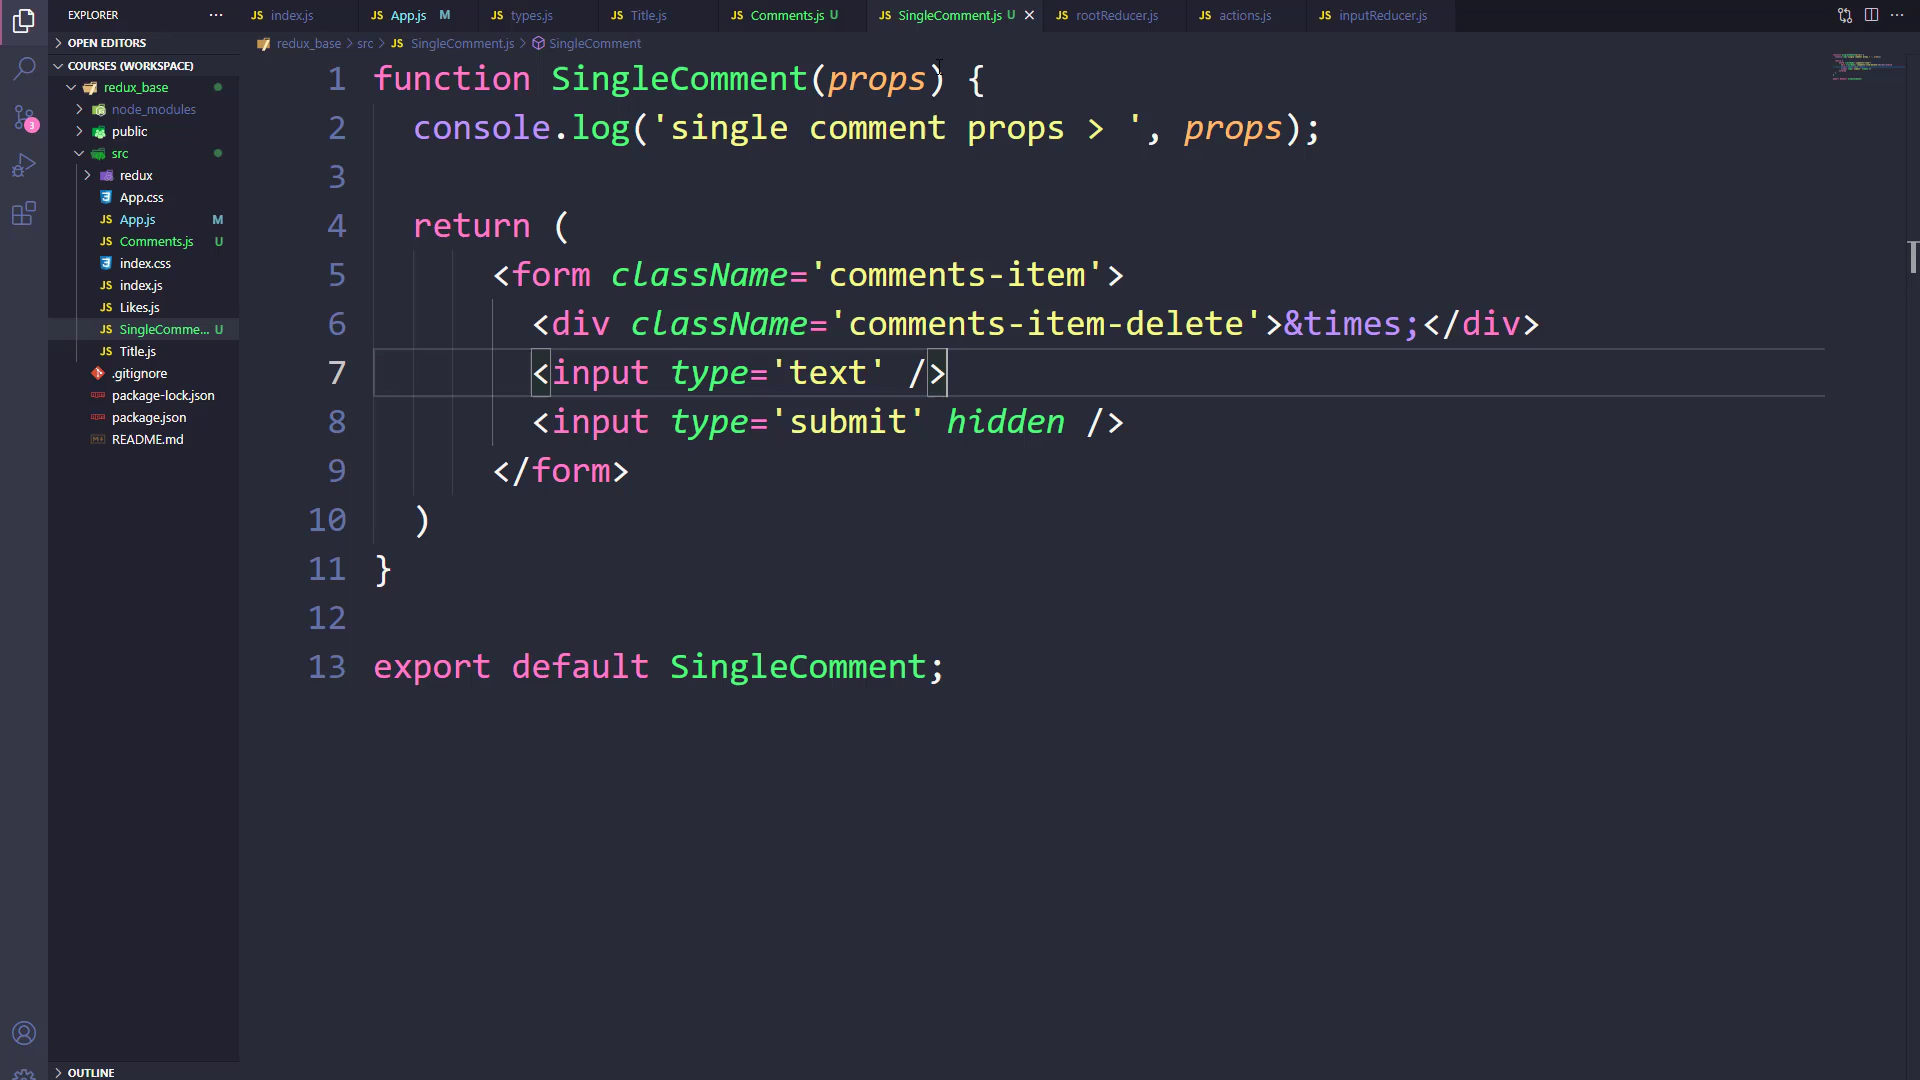 EXPLORER
index.js
App.js M
types.js
Title.js
Comments.js U
SingleComment.js U
rootReducer.js
actions.js
inputReducer.js
OPEN EDITORS
redux_base > src > JS SingleComment.js > SingleComment
COURSES (WORKSPACE)
redux_base
node_modules
public
src
redux
App.css
App.js M
Comments.js U
index.css
index.js
Likes.js
SingleComme... U
Title.js
.gitignore
package-lock.json
package.json
README.md
OUTLINE
3
1 function SingleComment(props) {
2 console.log('single comment props > ', props);
3
4 return (
5 <form className='comments-item'>
6 <div className='comments-item-delete'>&times;</div>
7 <input type='text' />
8 <input type='submit' hidden />
9 </form>
10 )
11 }
12
13 export default SingleComment;